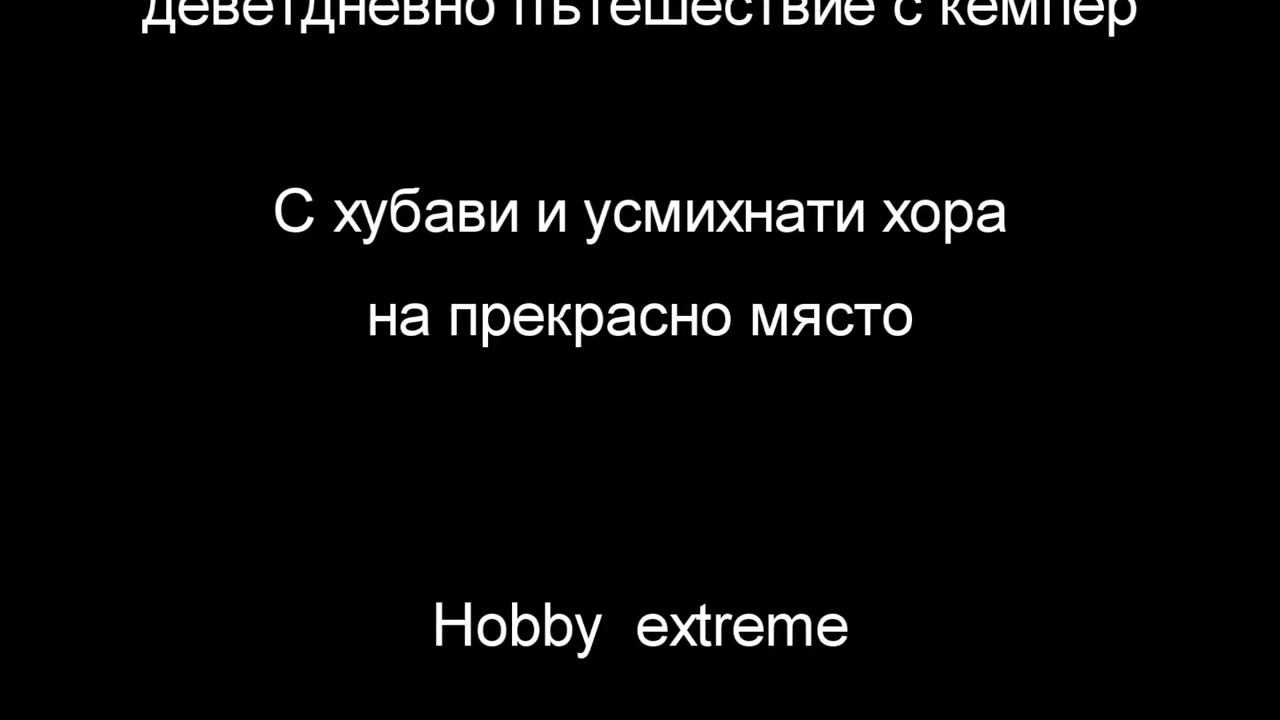 деветдневно пътешествие с кемпер
С хубави и усмихнати хора
на прекрасно място
Hobby extreme